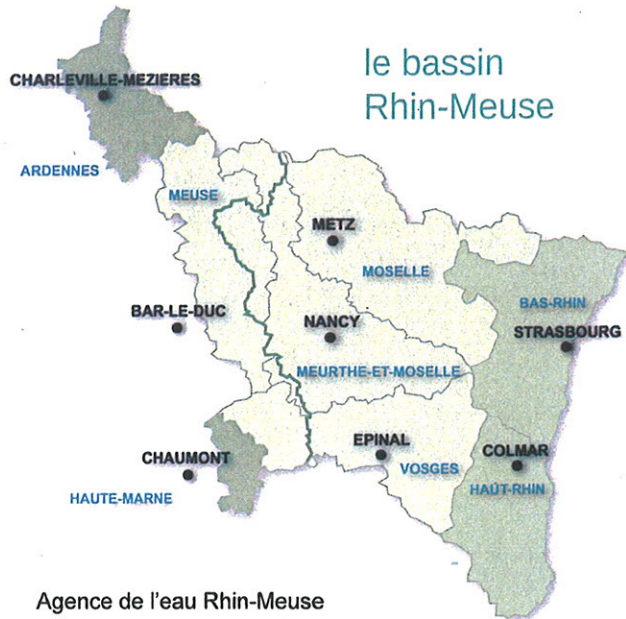 le bassin
Rhin-Meuse
CHARLEVILLE-MEZIERES
ARDENNES
MEUSE
METZ
MOSELLE
BAS-RHIN
BAR-LE-DUC
NANCY
STRASBOURG
MEURTHE-ET-MOSELLE
CHAUMONT
EPINAL
COLMAR
VOSGES
HAUT-RHIN
HAUTE-MARNE
Agence de l'eau Rhin-Meuse